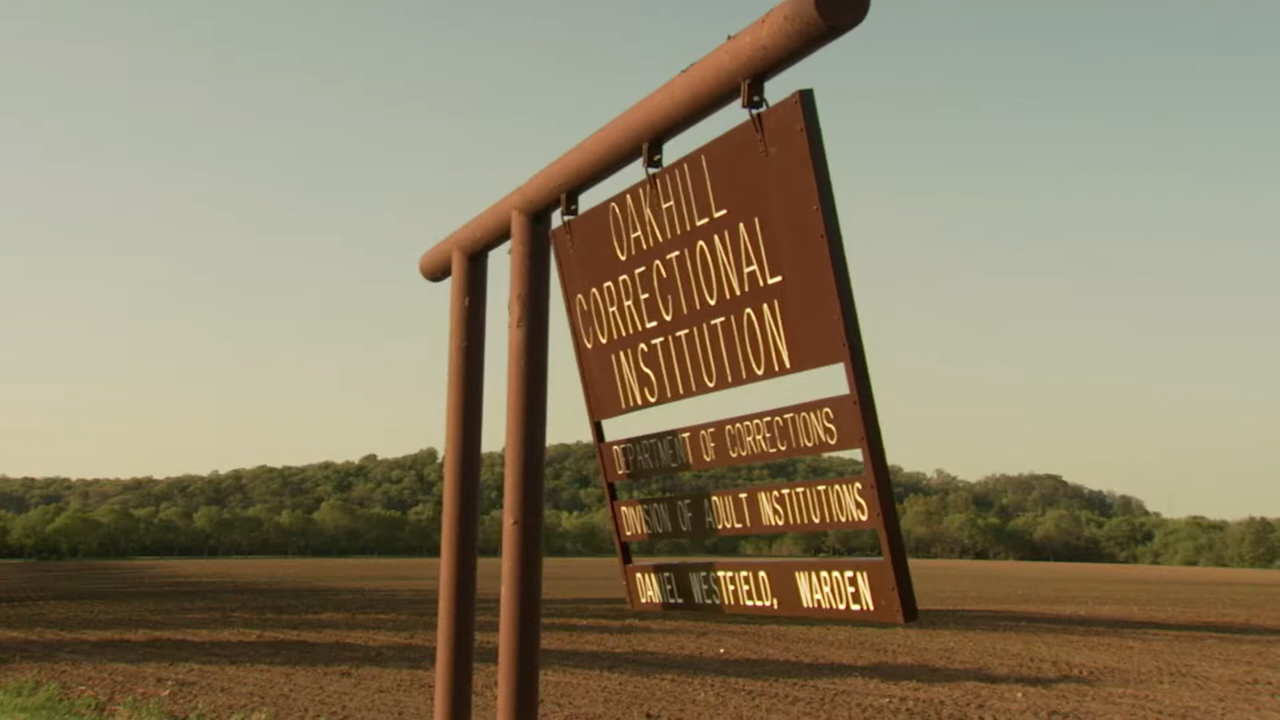 OAKHILL
CORRECTIONAL
INSTITUTION
DEPARTMENT OF CORRECTIONS
DIVISION OF ADULT INSTITUTIONS
DANIEL WESTFIELD, WARDEN